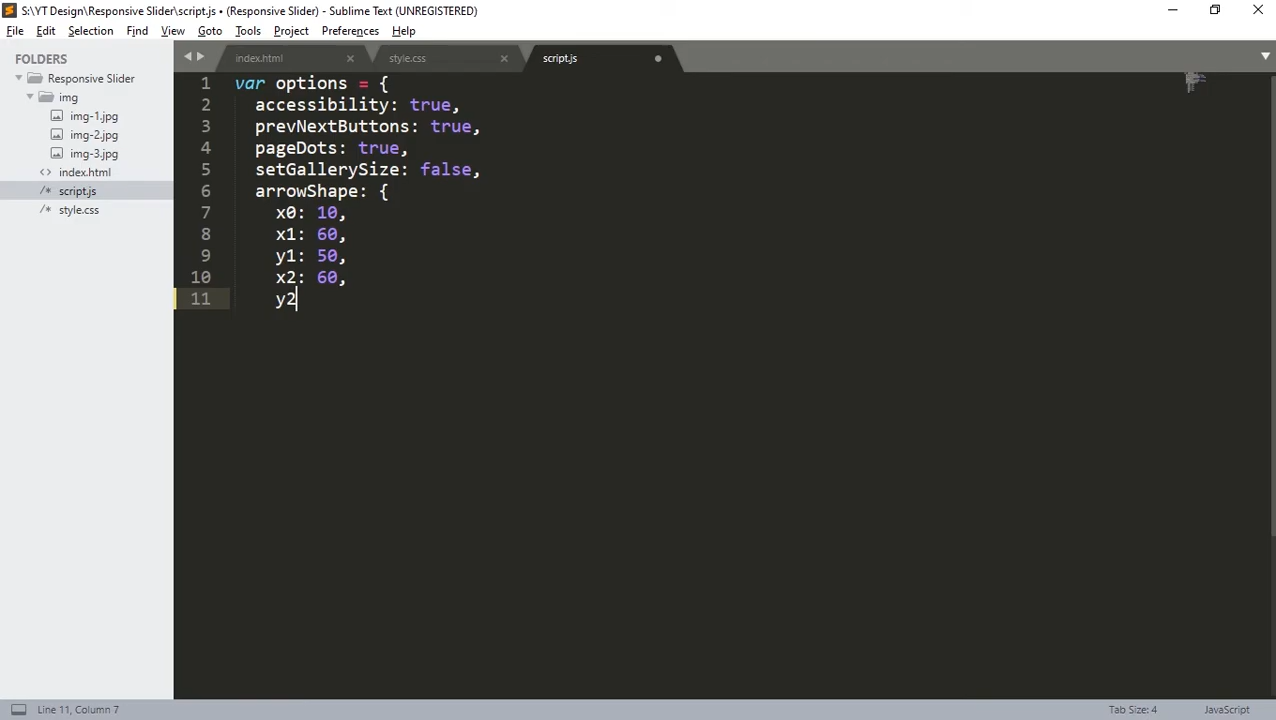 S:\YT Design\Responsive Slider\script.js • (Responsive Slider) - Sublime Text (UNREGISTERED)
File Edit Selection Find View Goto Tools Project Preferences Help
FOLDERS
Responsive Slider
img
img-1.jpg
img-2.jpg
img-3.jpg
<> index.html
/* script.js
/* style.css
index.html × style.css × script.js •
1 var options = {
2 accessibility: true,
3 prevNextButtons: true,
4 pageDots: true,
5 setGallerySize: false,
6 arrowShape: {
7 x0: 10,
8 x1: 60,
9 y1: 50,
10 x2: 60,
11 y2
Line 11, Column 7
Tab Size: 4
JavaScript